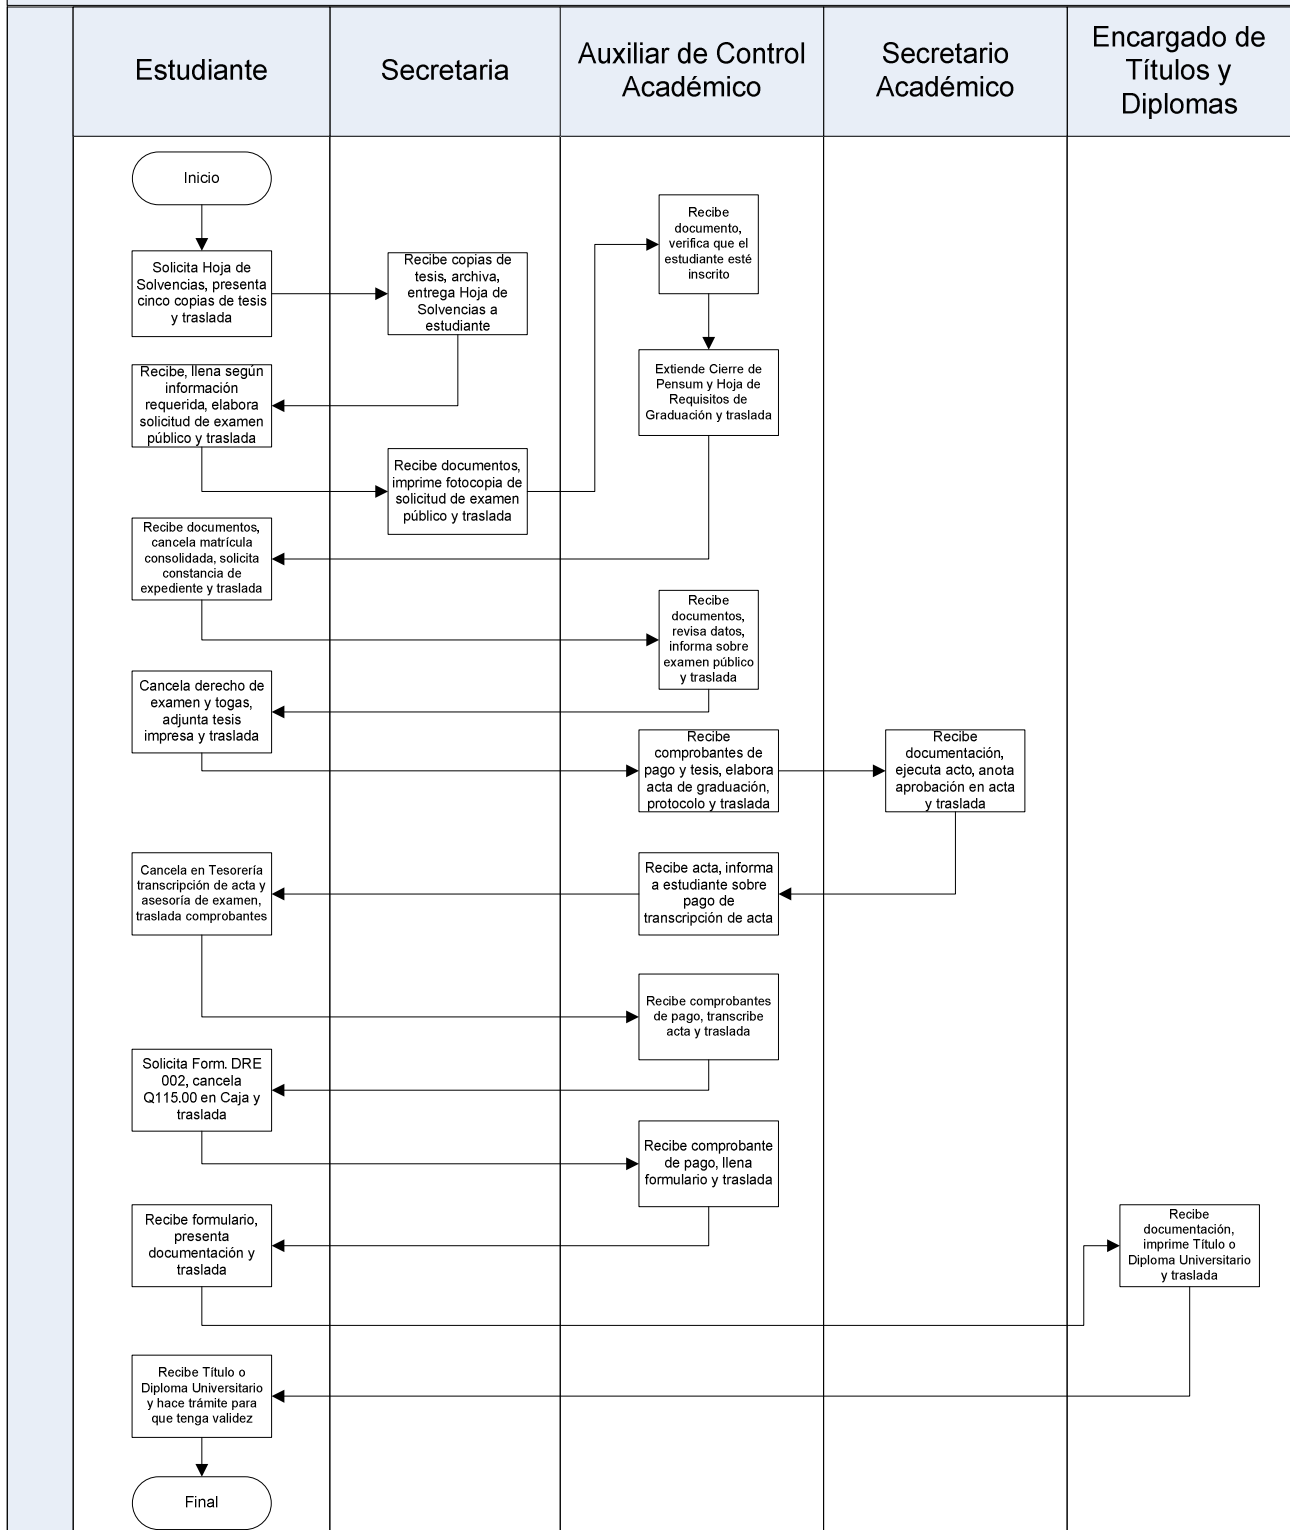 Estudiante
Secretaria
Auxiliar de Control
Académico
Secretario
Académico
Encargado de
Títulos y
Diplomas
Inicio
Solicita Hoja de
Solvencias, presenta
cinco copias de tesis
y traslada
Recibe copias de
tesis, archiva,
entrega Hoja de
Solvencias a
estudiante
Recibe, llena según
información
requerida, elabora
solicitud de examen
público y traslada
Recibe documentos,
imprime fotocopia de
solicitud de examen
público y traslada
Recibe
documento,
verifica que el
estudiante esté
inscrito
Extiende Cierre de
Pensum y Hoja de
Requisitos de
Graduación y traslada
Recibe documentos,
cancela matrícula
consolidada, solicita
constancia de
expediente y traslada
Recibe
documentos,
revisa datos,
informa sobre
examen público
y traslada
Cancela derecho de
examen y togas,
adjunta tesis
impresa y traslada
Recibe
comprobantes de
pago y tesis, elabora
acta de graduación,
protocolo y traslada
Recibe
documentación,
ejecuta acto, anota
aprobación en acta
y traslada
Recibe acta, informa
a estudiante sobre
pago de
transcripción de acta
Cancela en Tesorería
transcripción de acta y
asesoría de examen,
traslada comprobantes
Recibe comprobantes
de pago, transcribe
acta y traslada
Solicita Form. DRE
002, cancela
Q115.00 en Caja y
traslada
Recibe comprobante
de pago, llena
formulario y traslada
Recibe formulario,
presenta
documentación y
traslada
Recibe
documentación,
imprime Título o
Diploma Universitario
y traslada
Recibe Título o
Diploma Universitario
y hace trámite para
que tenga validez
Final